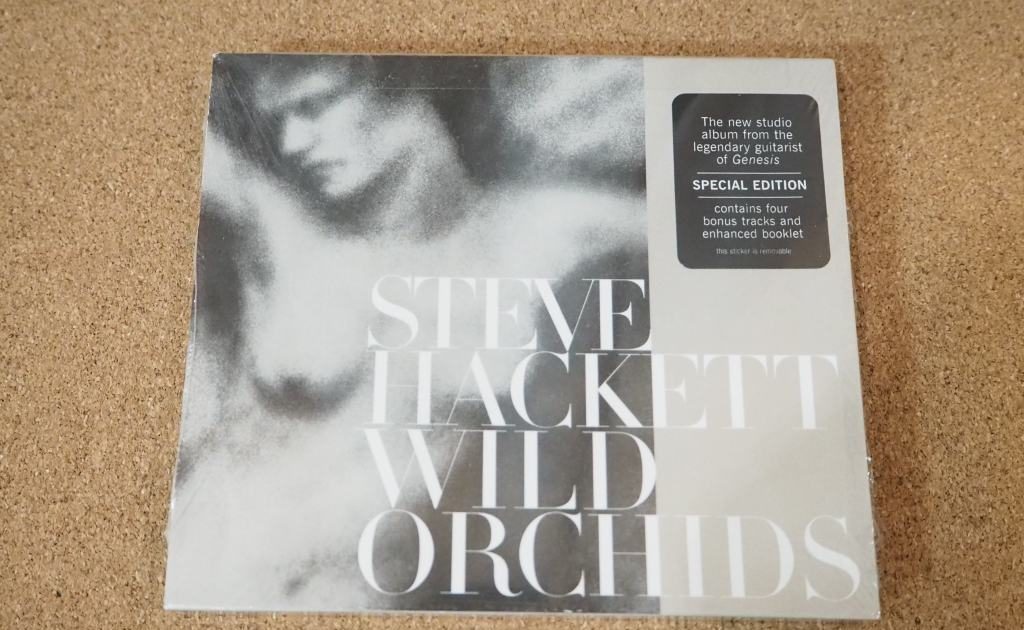 The new studio
album from the
legendary guitarist
of Genesis
SPECIAL EDITION
contains four
bonus tracks and
enhanced booklet
this sticker is removable
STEVE
HACKETT
WILD
ORCHIDS